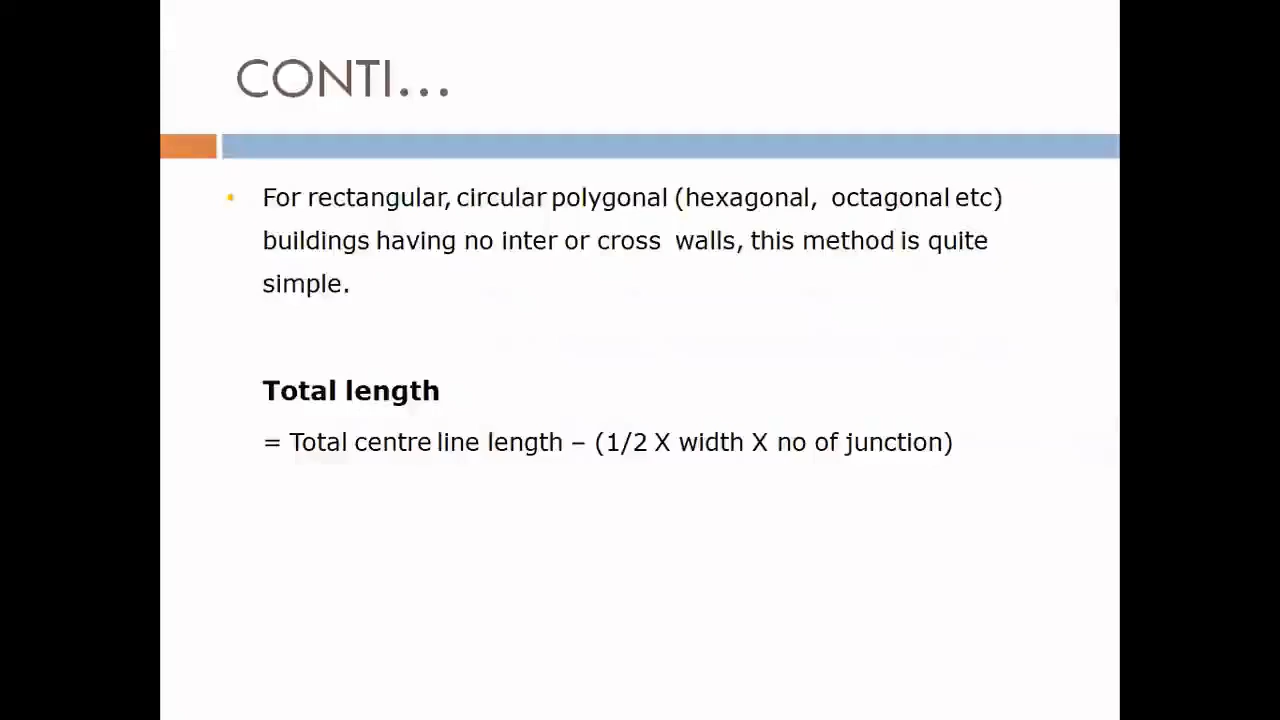 CONTI...
• For rectangular, circular polygonal (hexagonal, octagonal etc)
buildings having no inter or cross walls, this method is quite
simple.
Total length
= Total centre line length – (1/2 X width X no of junction)